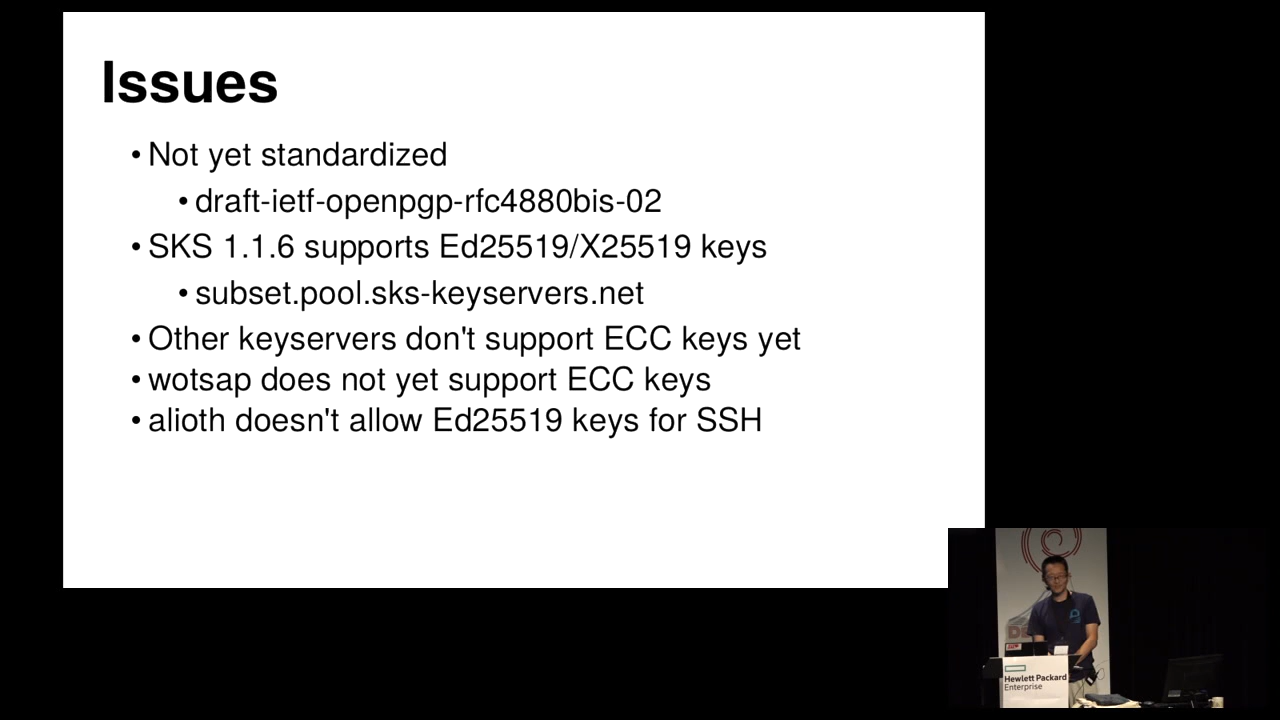 Issues
• Not yet standardized
• draft-ietf-openpgp-rfc4880bis-02
• SKS 1.1.6 supports Ed25519/X25519 keys
• subset.pool.sks-keyservers.net
• Other keyservers don't support ECC keys yet
• wotsap does not yet support ECC keys
• alioth doesn't allow Ed25519 keys for SSH
Hewlett Packard
Enterprise